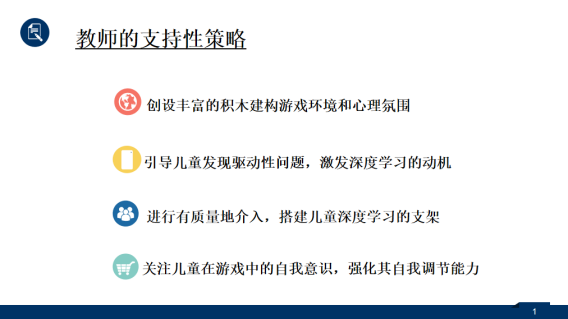 教师的支持性策略
创设丰富的积木建构游戏环境和心理氛围
引导儿童发现驱动性问题，激发深度学习的动机
进行有质量地介入，搭建儿童深度学习的支架
关注儿童在游戏中的自我意识，强化其自我调节能力
1